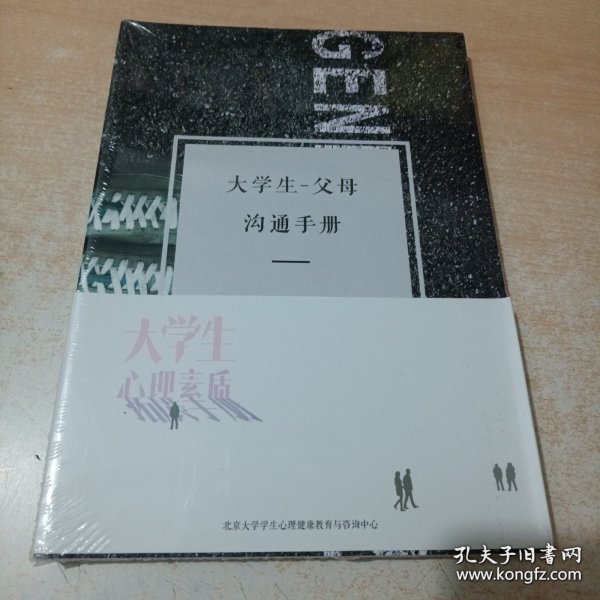 GEN
大学生-父母
沟通手册
大学生
心理素质
北京大学学生心理健康教育与咨询中心
孔夫子旧书网
www.kongfz.com